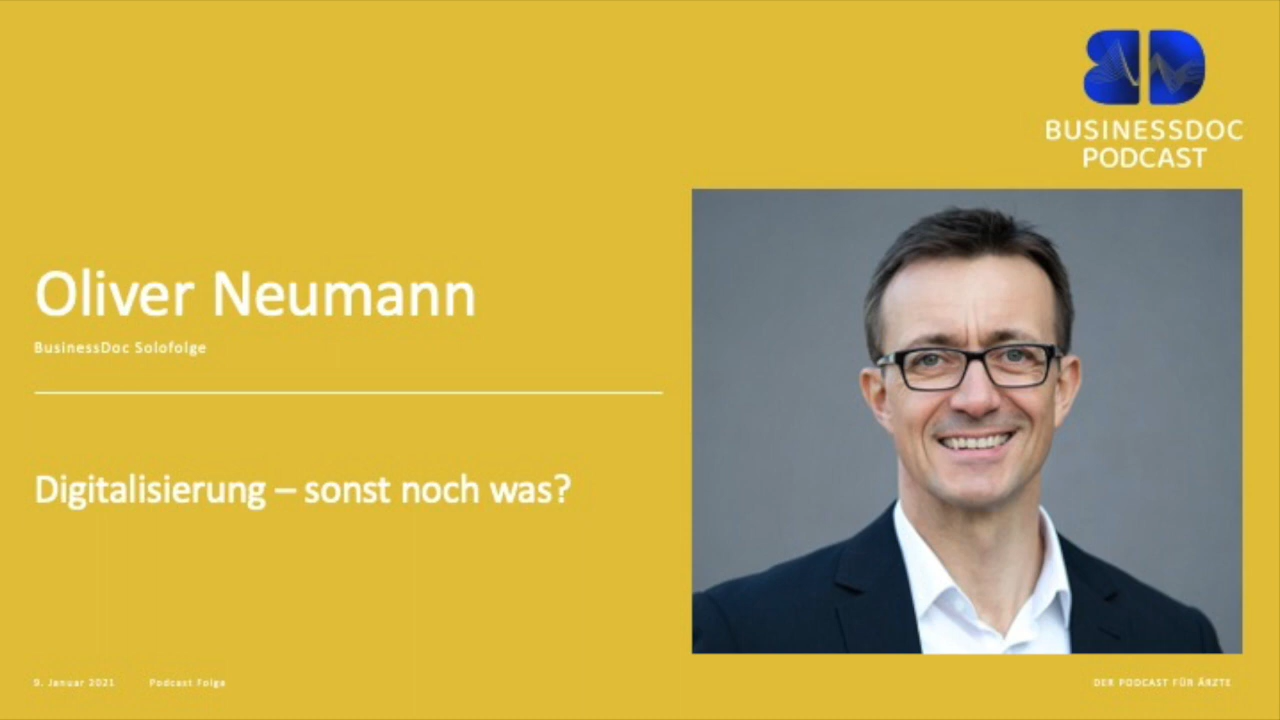 BUSINESSDOC
PODCAST
Oliver Neumann
BusinessDoc Solofolge
Digitalisierung – sonst noch was?
9. Januar 2021
Podcast Folge
DER PODCAST FÜR ÄRZTE